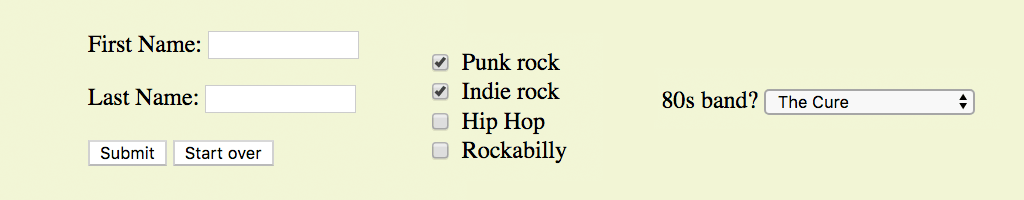 First Name:
Last Name:
Submit Start over
Punk rock
Indie rock
Hip Hop
Rockabilly
80s band? The Cure